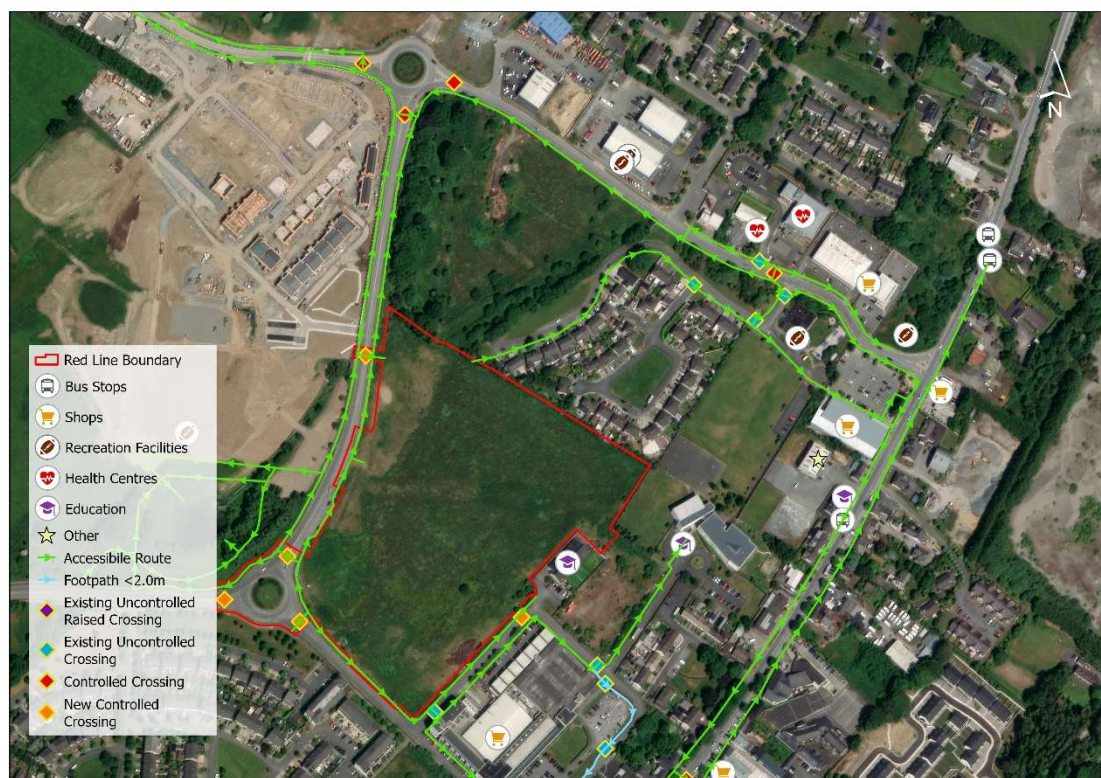 N
Red Line Boundary
Bus Stops
Shops
Recreation Facilities
Health Centres
Education
Other
Accessible Route
Footpath <2.0m
Existing Uncontrolled
Raised Crossing
Existing Uncontrolled
Crossing
Controlled Crossing
New Controlled
Crossing